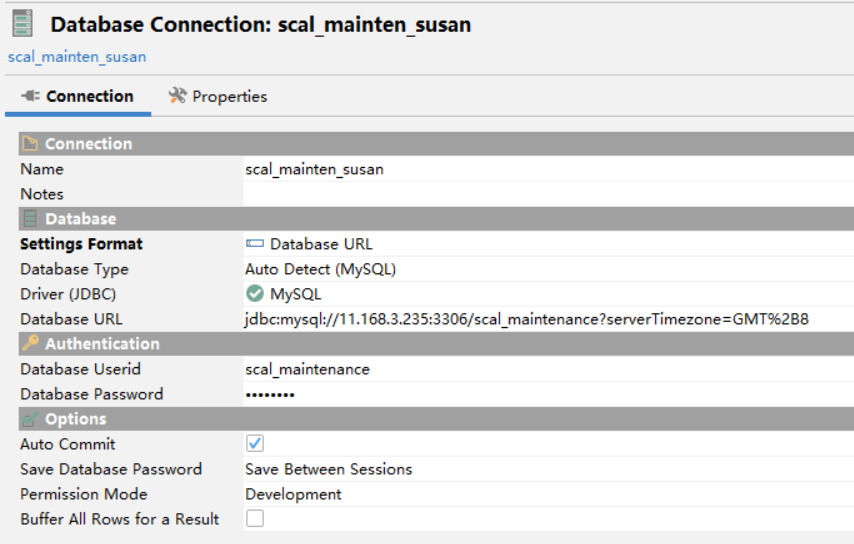 Database Connection: scal_mainten_susan
scal_mainten_susan
Connection Properties
Connection
Name scal_mainten_susan
Notes
Database
Settings Format Database URL
Database Type Auto Detect (MySQL)
Driver (JDBC) MySQL
Database URL jdbc:mysql://11.168.3.235:3306/scal_maintenance?serverTimezone=GMT%2B8
Authentication
Database Userid scal_maintenance
Database Password ••••••••
Options
Auto Commit
Save Database Password Save Between Sessions
Permission Mode Development
Buffer All Rows for a Result